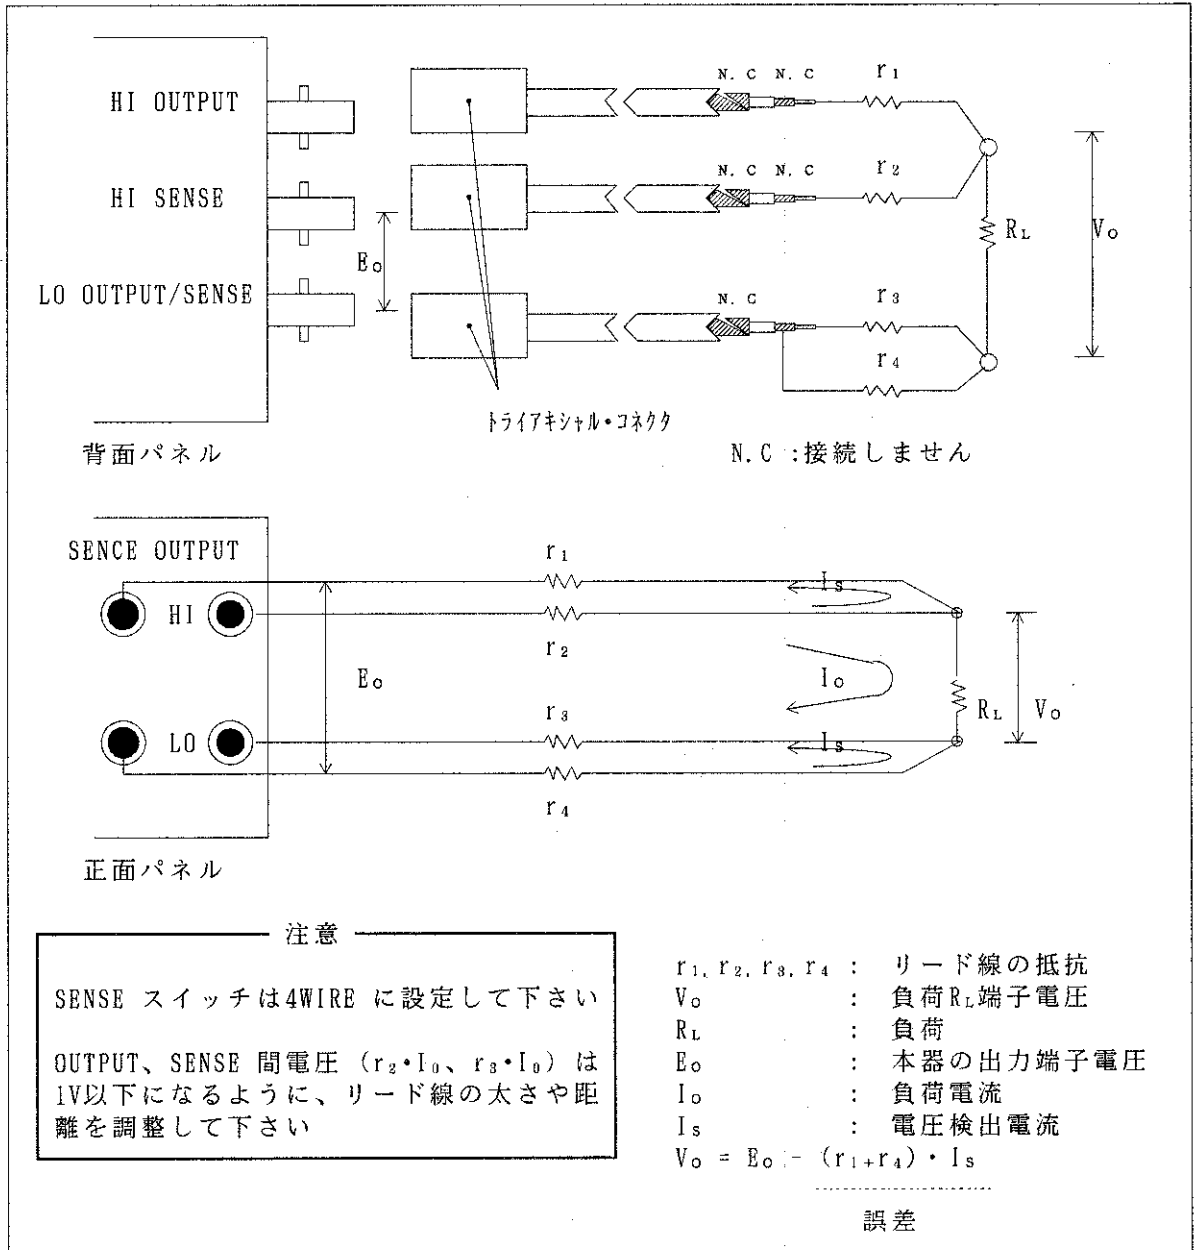 HI OUTPUT
HI SENSE
LO OUTPUT/SENSE
Eo
N. C N. C
r1
N. C N. C
r2
N. C
r3
r4
RL
Vo
トライアキシャル・コネクタ
背面パネル
N.C :接続しません
SENCE OUTPUT
HI
LO
Eo
r1
r2
r3
r4
Is
Io
Is
RL
Vo
正面パネル
注意
SENSE スイッチは4WIRE に設定して下さい
OUTPUT、SENSE 間電圧 (r2・I0、r3・I0) は
1V以下になるように、リード線の太さや距
離を調整して下さい
r1, r2, r3, r4 : リード線の抵抗
Vo : 負荷RL端子電圧
RL : 負荷
Eo : 本器の出力端子電圧
Io : 負荷電流
Is : 電圧検出電流
Vo = Eo - (r1+r4)・Is
誤差